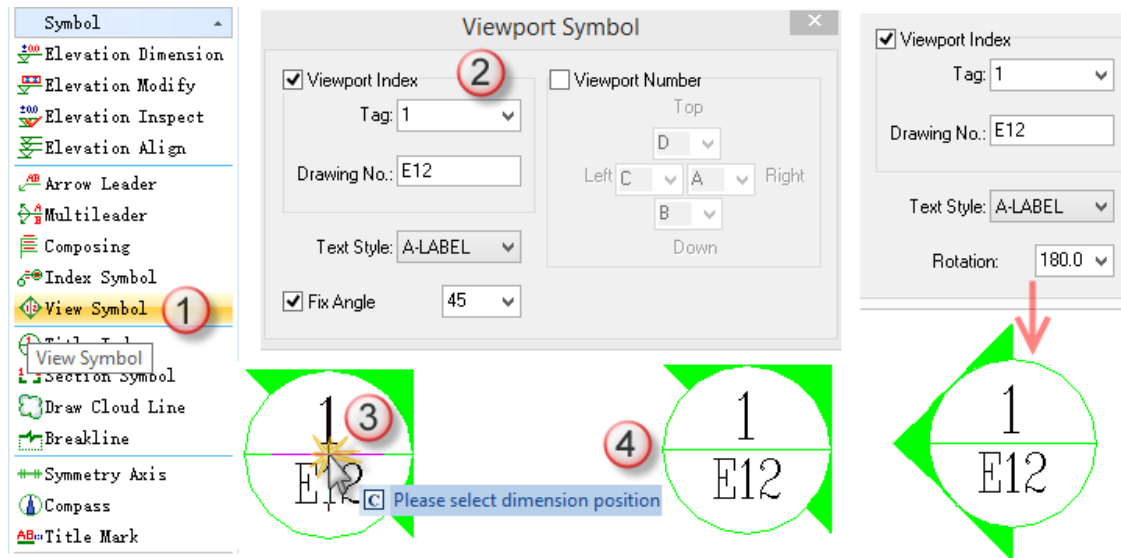 Symbol
Elevation Dimension
Elevation Modify
Elevation Inspect
Elevation Align
Arrow Leader
Multileader
Composing
Index Symbol
View Symbol
1
View Symbol
Section Symbol
Draw Cloud Line
Breakline
Symmetry Axis
Compass
Title Mark
Viewport Symbol
Viewport Index
2
Tag: 1
Drawing No.: E12
Text Style: A-LABEL
Fix Angle 45
Viewport Number
Top
D
Left C A Right
B
Down
1
3
E12
C Please select dimension position
4
1
E12
Viewport Index
Tag: 1
Drawing No.: E12
Text Style: A-LABEL
Rotation: 180.0
1
E12